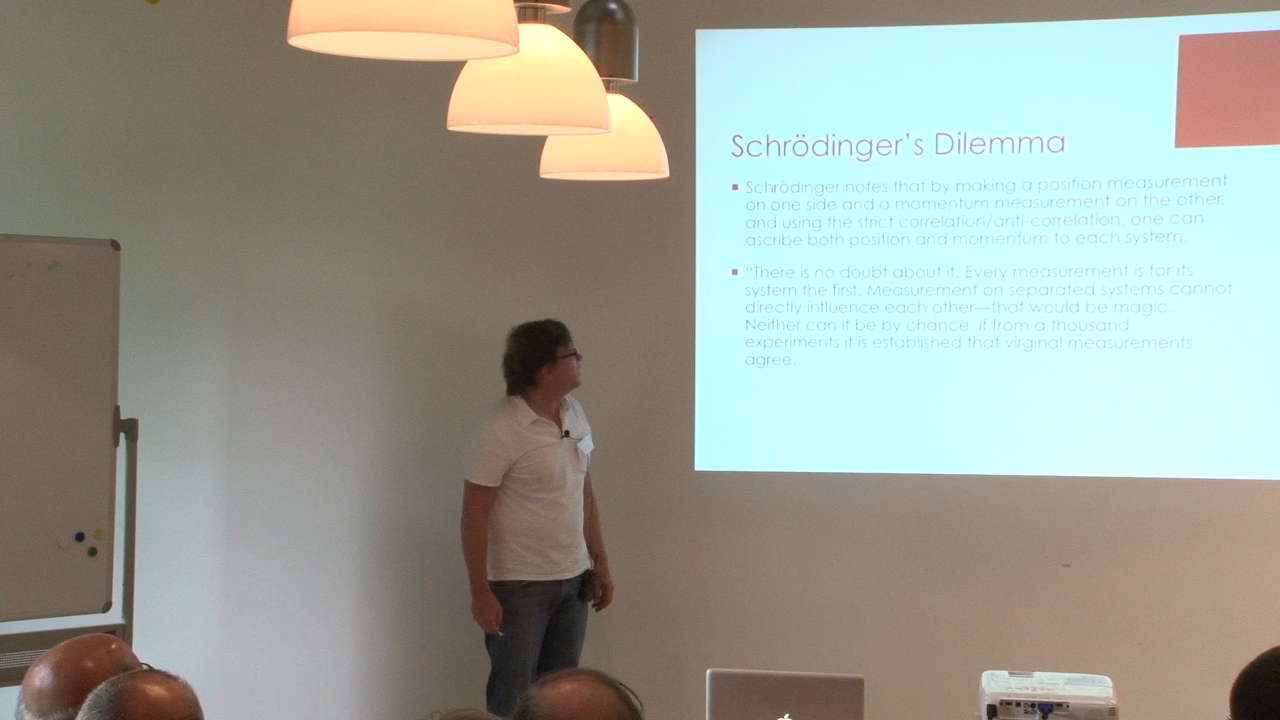 Schrödinger's Dilemma
Schrödinger notes that by making a position measurement
on one side and a momentum measurement on the other,
and using the strict correlation/anti-correlation, one can
ascribe both position and momentum to each system.
“There is no doubt about it. Every measurement is for its
system the first. Measurement on separated systems cannot
directly influence each other—that would be magic.
Neither can it be by chance, if from a thousand
experiments it is established that virginal measurements
agree.